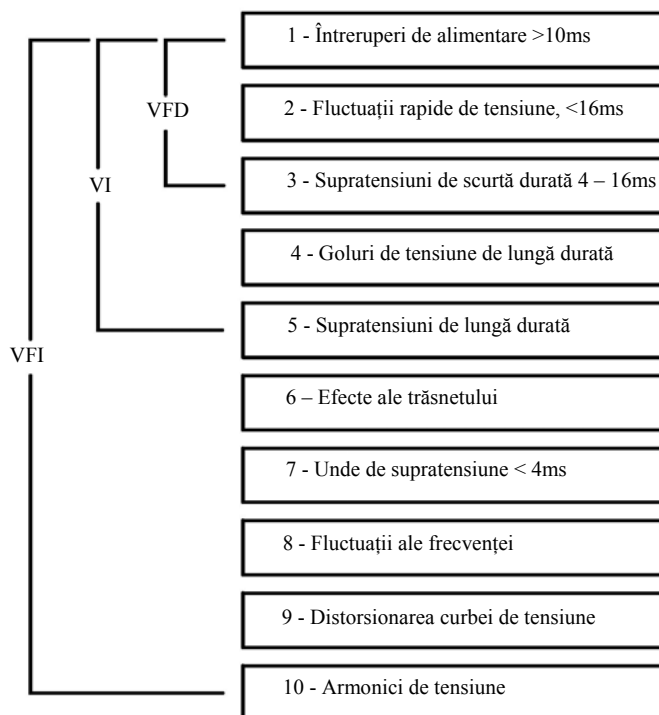 1 - Întreruperi de alimentare >10ms
VFD
2 - Fluctuații rapide de tensiune, <16ms
3 - Supratensiuni de scurtă durată 4 – 16ms
VI
4 - Goluri de tensiune de lungă durată
5 - Supratensiuni de lungă durată
VFI
6 – Efecte ale trăsnetului
7 - Unde de supratensiune < 4ms
8 - Fluctuații ale frecvenței
9 - Distorsionarea curbei de tensiune
10 - Armonici de tensiune